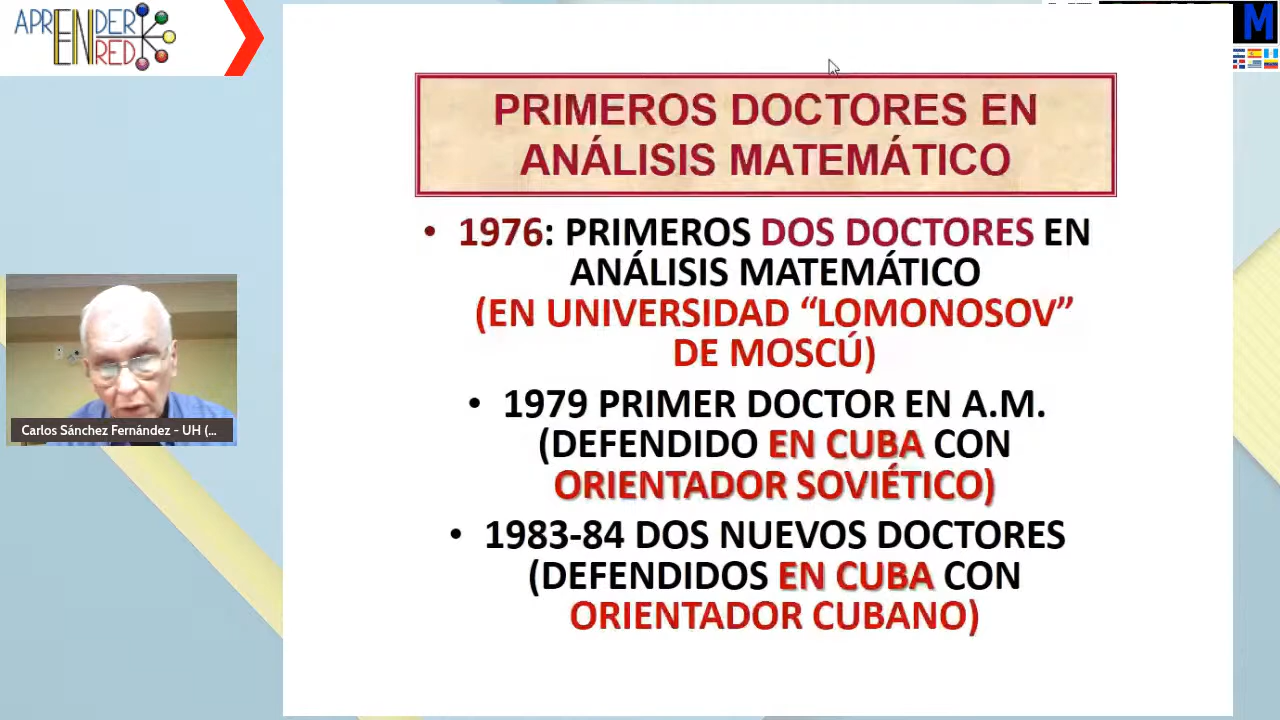 APRENDER
EN RED
M
PRIMEROS DOCTORES EN
ANÁLISIS MATEMÁTICO
• 1976: PRIMEROS DOS DOCTORES EN
ANÁLISIS MATEMÁTICO
(EN UNIVERSIDAD “LOMONOSOV”
DE MOSCÚ)
• 1979 PRIMER DOCTOR EN A.M.
(DEFENDIDO EN CUBA CON
ORIENTADOR SOVIÉTICO)
• 1983-84 DOS NUEVOS DOCTORES
(DEFENDIDOS EN CUBA CON
ORIENTADOR CUBANO)
Carlos Sánchez Fernández - UH (...